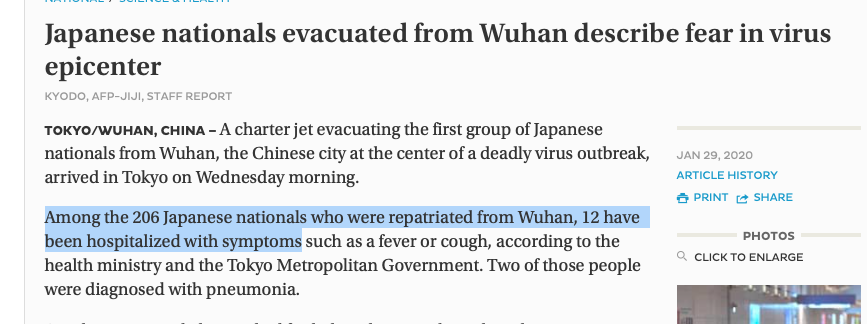 NATIONAL / SCIENCE & HEALTH
Japanese nationals evacuated from Wuhan describe fear in virus
epicenter
KYODO, AFP-JIJI, STAFF REPORT
TOKYO/WUHAN, CHINA – A charter jet evacuating the first group of Japanese
nationals from Wuhan, the Chinese city at the center of a deadly virus outbreak,
arrived in Tokyo on Wednesday morning.
Among the 206 Japanese nationals who were repatriated from Wuhan, 12 have
been hospitalized with symptoms such as a fever or cough, according to the
health ministry and the Tokyo Metropolitan Government. Two of those people
were diagnosed with pneumonia.
JAN 29, 2020
ARTICLE HISTORY
PRINT SHARE
PHOTOS
CLICK TO ENLARGE